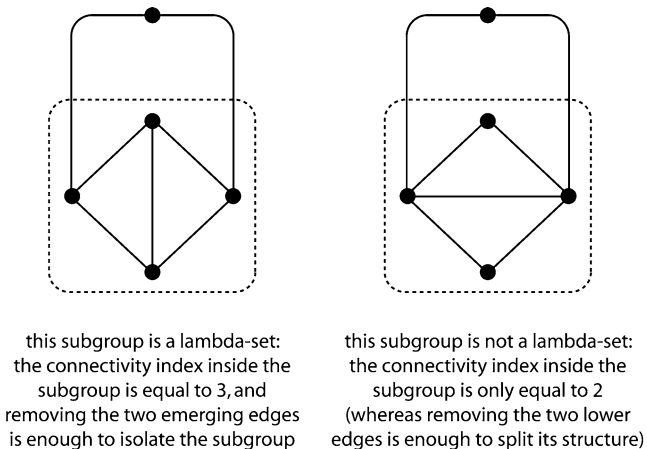 this subgroup is a lambda-set:
the connectivity index inside the
subgroup is equal to 3, and
removing the two emerging edges
is enough to isolate the subgroup
this subgroup is not a lambda-set:
the connectivity index inside the
subgroup is only equal to 2
(whereas removing the two lower
edges is enough to split its structure)